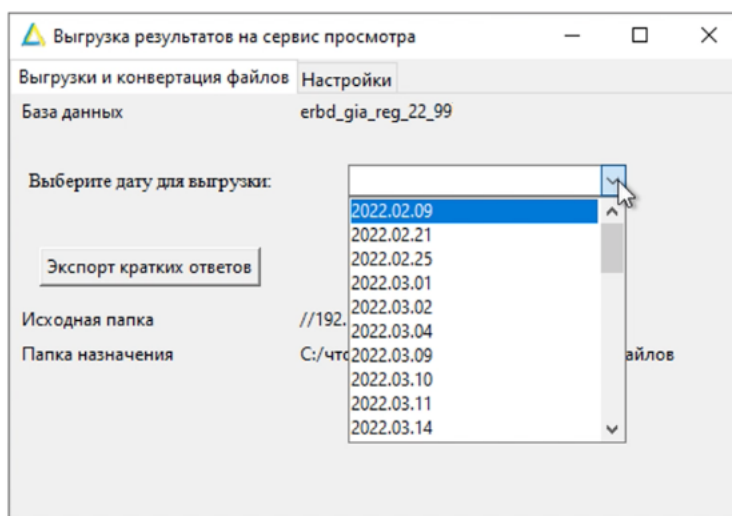 Выгрузка результатов на сервис просмотра
Выгрузки и конвертация файлов Настройки
База данных erbd_gia_reg_22_99
Выберите дату для выгрузки:
2022.02.09
2022.02.21
2022.02.25
2022.03.01
2022.03.02
2022.03.04
2022.03.09
2022.03.10
2022.03.11
2022.03.14
Экспорт кратких ответов
Исходная папка //192.
Папка назначения C:/что айлов